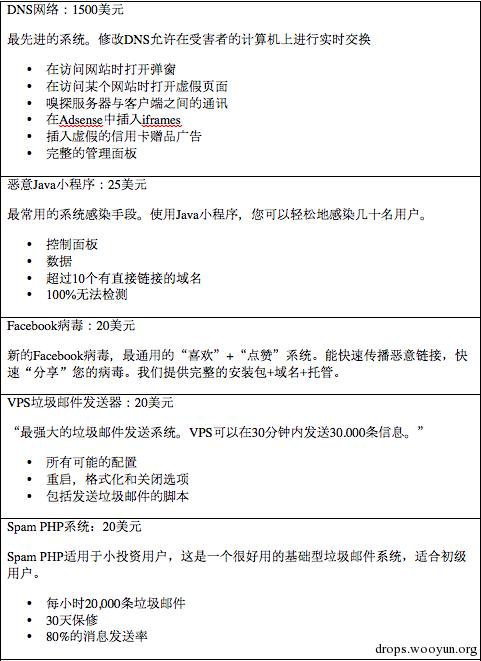 DNS网络：1500美元
最先进的系统。修改DNS允许在受害者的计算机上进行实时交换
• 在访问网站时打开弹窗
• 在访问某个网站时打开虚假页面
• 嗅探服务器与客户端之间的通讯
• 在Adsense中插入iframes
• 插入虚假的信用卡赠品广告
• 完整的管理面板
恶意Java小程序：25美元
最常用的系统感染手段。使用Java小程序，您可以轻松地感染几十名用户。
• 控制面板
• 数据
• 超过10个有直接链接的域名
• 100%无法检测
Facebook病毒：20美元
新的Facebook病毒，最通用的“喜欢”+“点赞”系统。能快速传播恶意链接，快
速“分享”您的病毒。我们提供完整的安装包+域名+托管。
VPS垃圾邮件发送器：20美元
“最强大的垃圾邮件发送系统。VPS可以在30分钟内发送30.000条信息。”
• 所有可能的配置
• 重启，格式化和关闭选项
• 包括发送垃圾邮件的脚本
Spam PHP系统：20美元
Spam PHP适用于小投资用户，这是一个很好用的基础型垃圾邮件系统，适合初级
用户。
• 每小时20,000条垃圾邮件
• 30天保修
• 80%的消息发送率
drops.wooyun.org